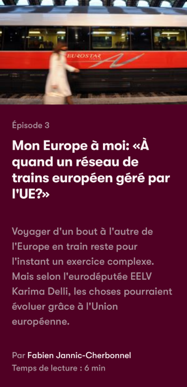 EUROSTAR
Épisode 3
Mon Europe à moi: «À
quand un réseau de
trains européen géré par
l'UE?»
Voyager d'un bout à l'autre de
l'Europe en train reste pour
l'instant un exercice complexe.
Mais selon l'eurodéputée EELV
Karima Delli, les choses pourraient
évoluer grâce à l'Union
européenne.
Par Fabien Jannic-Cherbonnel
Temps de lecture : 6 min